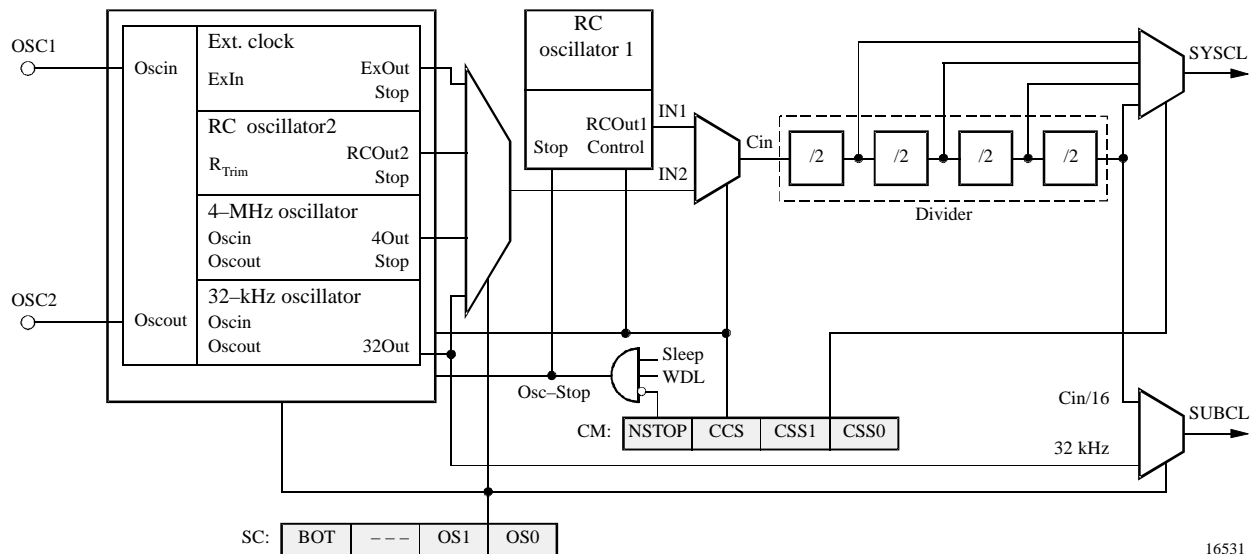 OSC1
OSC2
Oscin
Oscout
Ext. clock
ExIn
ExOut
Stop
RC oscillator2
RTrim
RCOut2
Stop
4–MHz oscillator
Oscin
4Out
Oscout
Stop
32–kHz oscillator
Oscin
Oscout
32Out
RC
oscillator 1
RCOut1
Stop
Control
IN1
IN2
Cin
/2
/2
/2
/2
Divider
SYSCL
Sleep
WDL
Osc–Stop
CM:
NSTOP
CCS
CSS1
CSS0
Cin/16
32 kHz
SUBCL
SC:
BOT
– – –
OS1
OS0
16531